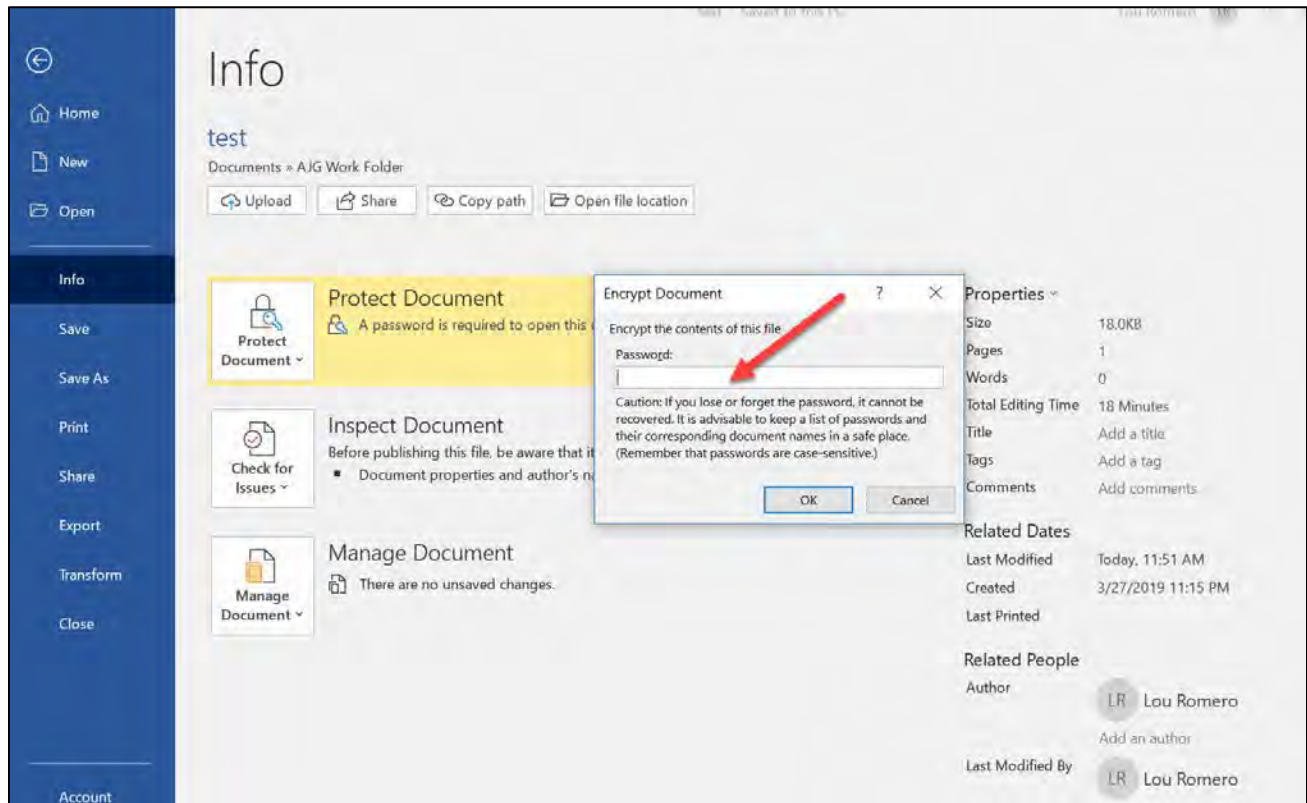 test - Saved to this PC
Lou Romero
Info
Home
New
Open
Info
Save
Save As
Print
Share
Export
Transform
Close
Account
test
Documents » AJG Work Folder
Upload
Share
Copy path
Open file location
Protect
Document
Protect Document
A password is required to open this
Check for
Issues
Inspect Document
Before publishing this file, be aware that it
Document properties and author's
Manage
Document
Manage Document
There are no unsaved changes.
Encrypt Document
?
Encrypt the contents of this file
Password:
Caution: If you lose or forget the password, it cannot be
recovered. It is advisable to keep a list of passwords and
their corresponding document names in a safe place.
(Remember that passwords are case-sensitive.)
OK
Cancel
Properties
Size 18.0KB
Pages 1
Words 0
Total Editing Time 18 Minutes
Title Add a title
Tags Add a tag
Comments Add comments
Related Dates
Last Modified Today, 11:51 AM
Created 3/27/2019 11:15 PM
Last Printed
Related People
Author
LR Lou Romero
Add an author
Last Modified By
LR Lou Romero